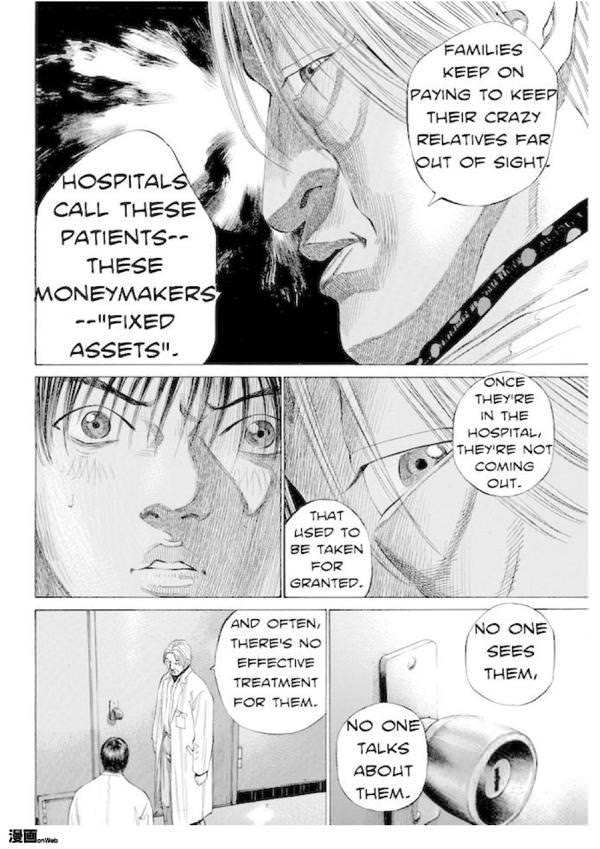 FAMILIES
KEEP ON
PAYING TO KEEP
THEIR CRAZY
RELATIVES FAR
OUT OF SIGHT.
HOSPITALS
CALL THESE
PATIENTS--
THESE
MONEYMAKERS
--"FIXED
ASSETS".
ONCE
THEY'RE
IN THE
HOSPITAL,
THEY'RE NOT
COMING
OUT.
THAT
USED TO
BE TAKEN
FOR
GRANTED.
AND OFTEN,
THERE'S NO
EFFECTIVE
TREATMENT
FOR THEM.
NO ONE
SEES
THEM,
NO ONE
TALKS
ABOUT
THEM.
漫画onWeb